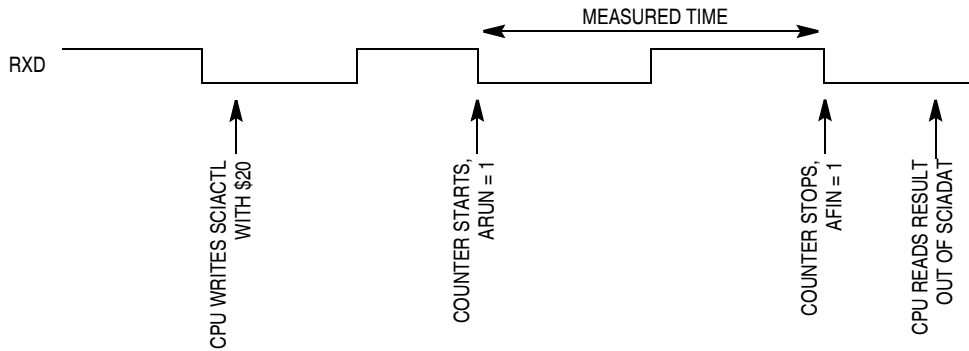 MEASURED TIME
RXD
CPU WRITES SCIACTL
WITH $20
COUNTER STARTS,
ARUN = 1
COUNTER STOPS,
AFIN = 1
CPU READS RESULT
OUT OF SCIADAT